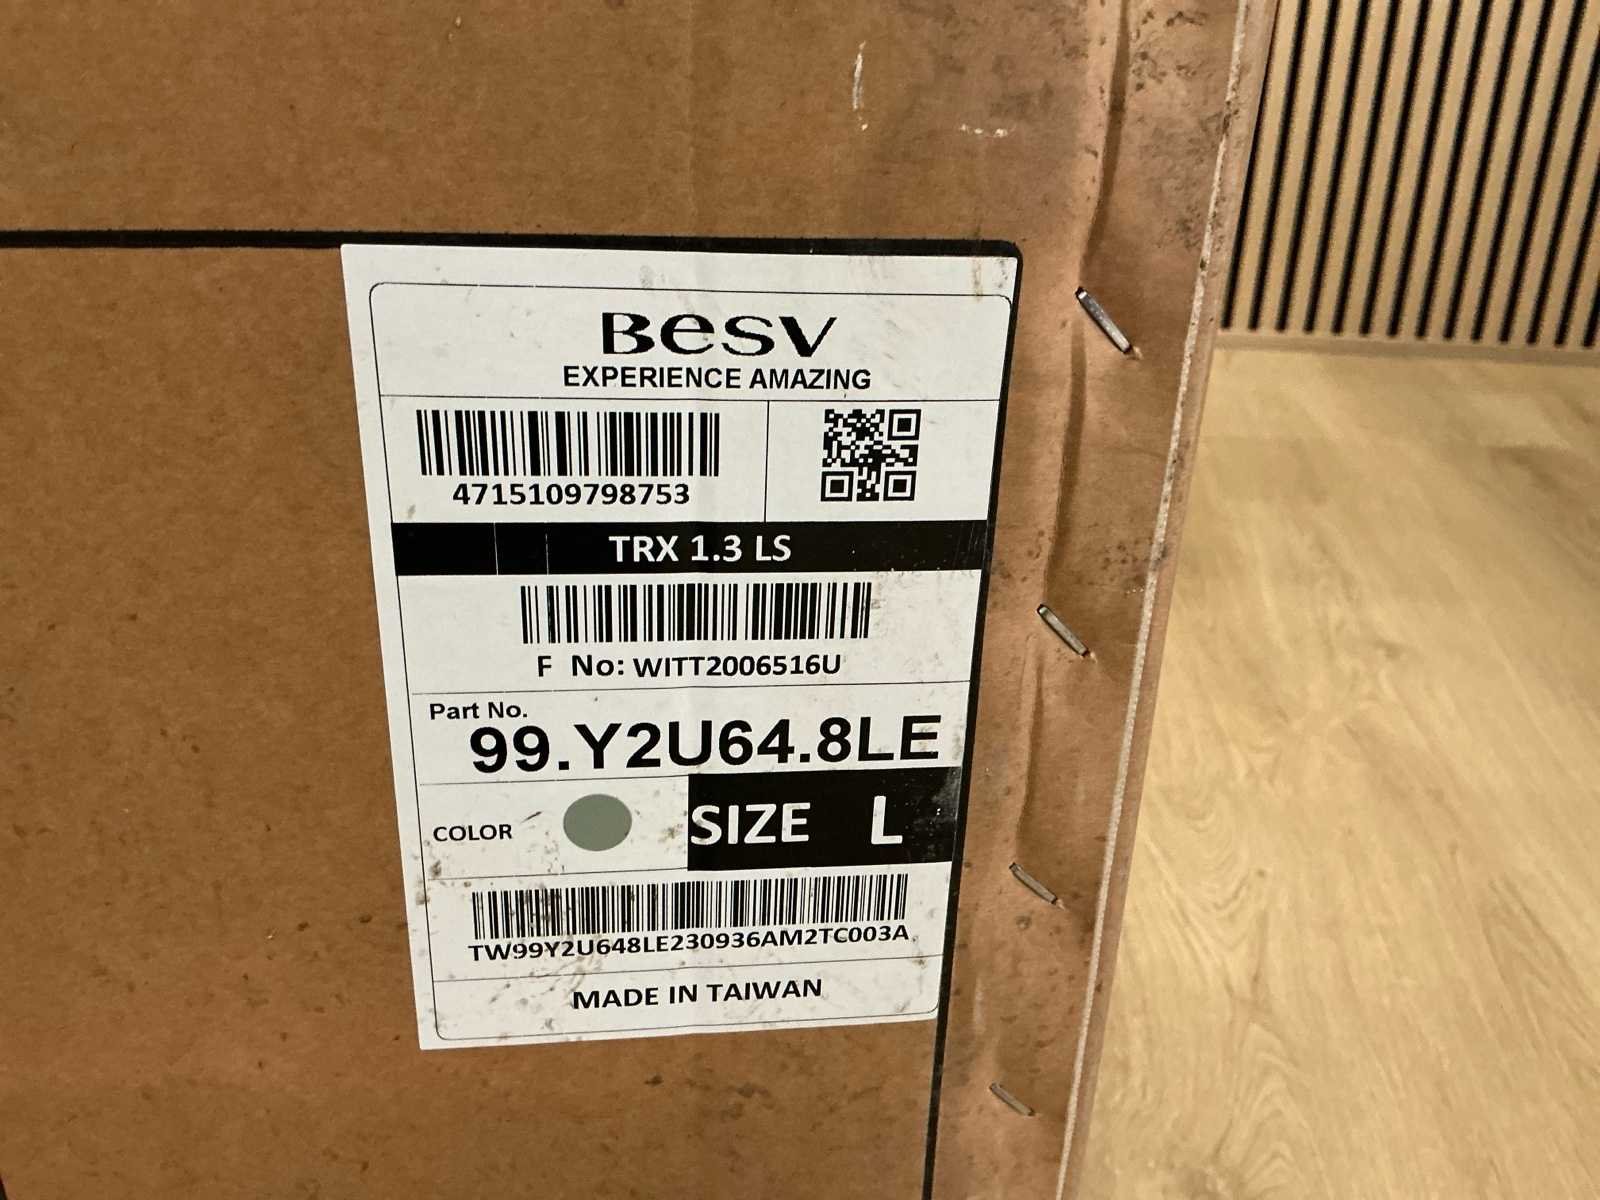 BESV
EXPERIENCE AMAZING
4715109798753
TRX 1.3 LS
F No: WITT2006516U
Part No.
99.Y2U64.8LE
COLOR
SIZE L
TW99Y2U648LE230936AM2TC003A
MADE IN TAIWAN